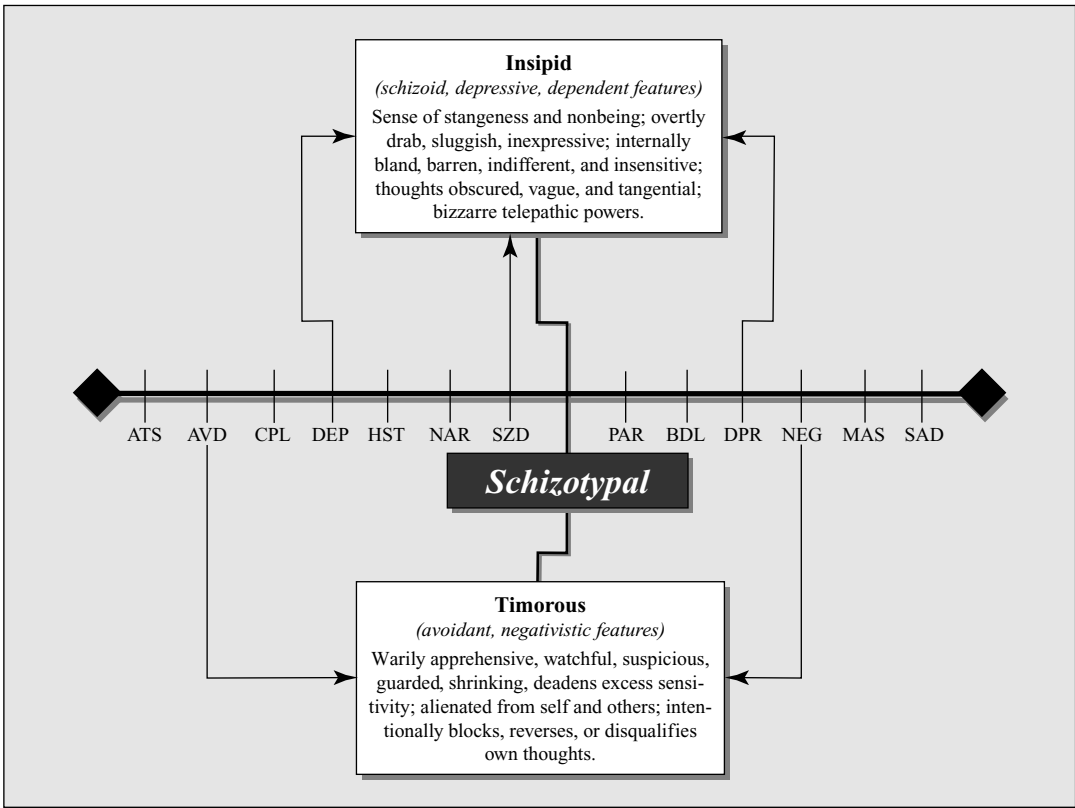 Insipid
(schizoid, depressive, dependent features)
Sense of stangeness and nonbeing; overtly
drab, sluggish, inexpressive; internally
bland, barren, indifferent, and insensitive;
thoughts obscured, vague, and tangential;
bizzarre telepathic powers.
ATS AVD CPL DEP HST NAR SZD PAR BDL DPR NEG MAS SAD
Schizotypal
Timorous
(avoidant, negativistic features)
Warily apprehensive, watchful, suspicious,
guarded, shrinking, deadens excess sensi-
tivity; alienated from self and others; inten-
tionally blocks, reverses, or disqualifies
own thoughts.